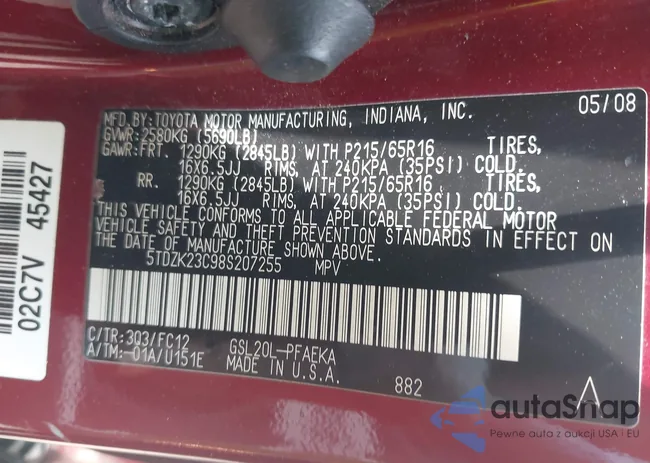 MFD.BY:TOYOTA MOTOR MANUFACTURING, INDIANA, INC. 05/08
GVWR:2580KG (5690LB)
GAWR:FRT. 1290KG (2845LB) WITH P215/65R16 TIRES,
16X6.5JJ RIMS, AT 240KPA (35PSI) COLD.
RR. 1290KG (2845LB) WITH P215/65R16 TIRES,
16X6.5JJ RIMS, AT 240KPA (35PSI) COLD.
THIS VEHICLE CONFORMS TO ALL APPLICABLE FEDERAL MOTOR
VEHICLE SAFETY AND THEFT PREVENTION STANDARDS IN EFFECT ON
THE DATE OF MANUFACTURE SHOWN ABOVE.
5TDZK23C98S207255 MPV
C/TR:3Q3/FC12 GSL20L-PFAEKA
A/TM:-01A/U151E MADE IN U.S.A.
882
A
02C7V 45427
autaSnap
Pewne auta z aukcji USA i EU